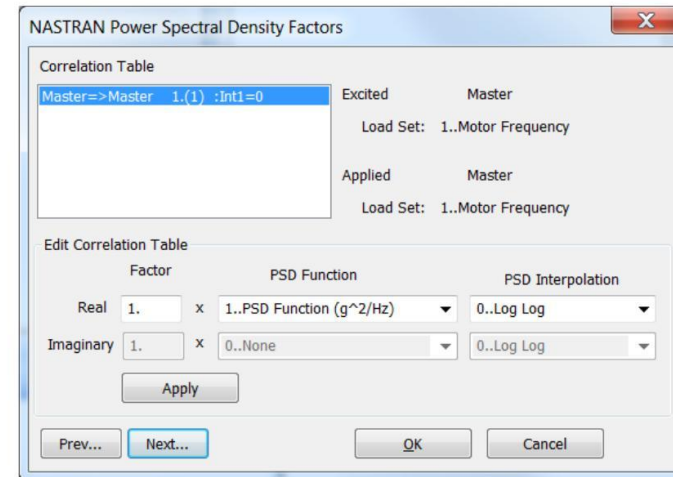 NASTRAN Power Spectral Density Factors
X
Correlation Table
Master=>Master 1.(1) :Int1=0
Excited Master
Load Set: 1..Motor Frequency
Applied Master
Load Set: 1..Motor Frequency
Edit Correlation Table
Factor PSD Function PSD Interpolation
Real 1. x 1..PSD Function (g^2/Hz) 0..Log Log
Imaginary 1. x 0..None 0..Log Log
Apply
Prev... Next... OK Cancel